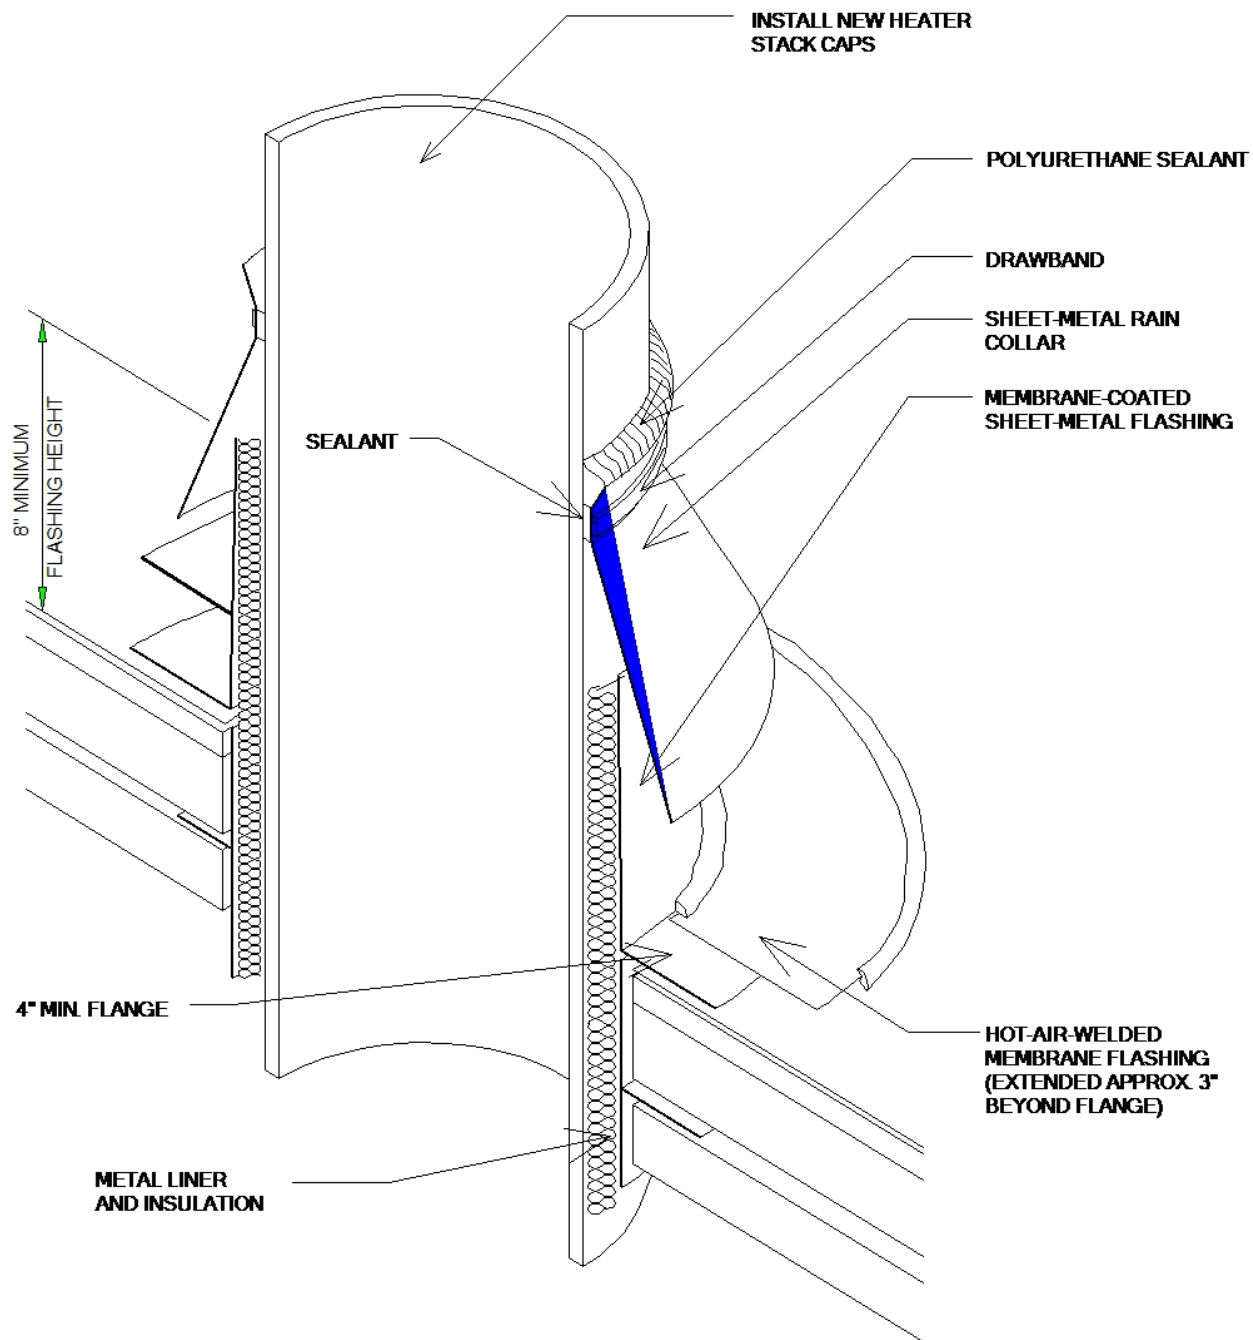 INSTALL NEW HEATER
STACK CAPS
POLYURETHANE SEALANT
DRAWBAND
SHEET-METAL RAIN
COLLAR
MEMBRANE-COATED
SHEET-METAL FLASHING
SEALANT
8" MINIMUM
FLASHING HEIGHT
4" MIN. FLANGE
HOT-AIR-WELDED
MEMBRANE FLASHING
(EXTENDED APPROX. 3"
BEYOND FLANGE)
METAL LINER
AND INSULATION